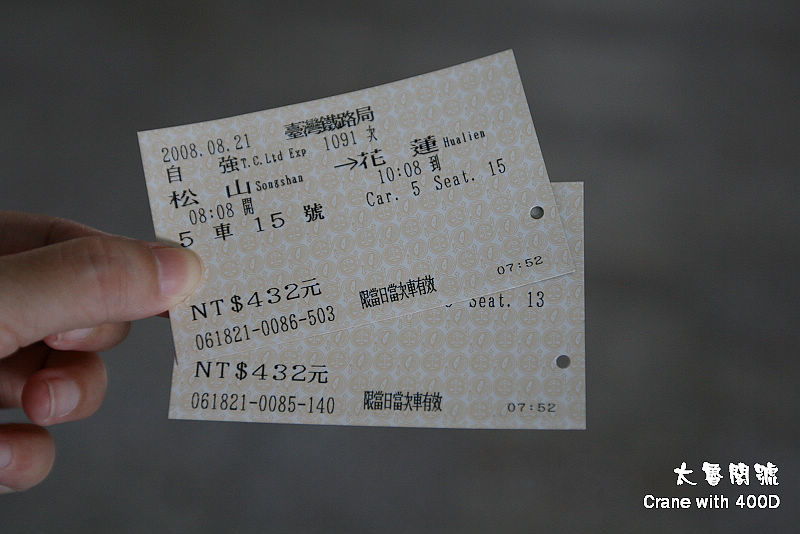 臺灣鐵路局
2008.08.21 1091 次
自 強 T.C.Ltd Exp
松 山 Songshan → 花 蓮 Hualien
08:08 開 10:08 到
5 車 15 號 Car. 5 Seat. 15
NT$432元 限當日當次車有效 07:52
061821-0086-503
Seat. 13
NT$432元
061821-0085-140 限當日當次車有效 07:52
太魯閣號
Crane with 400D